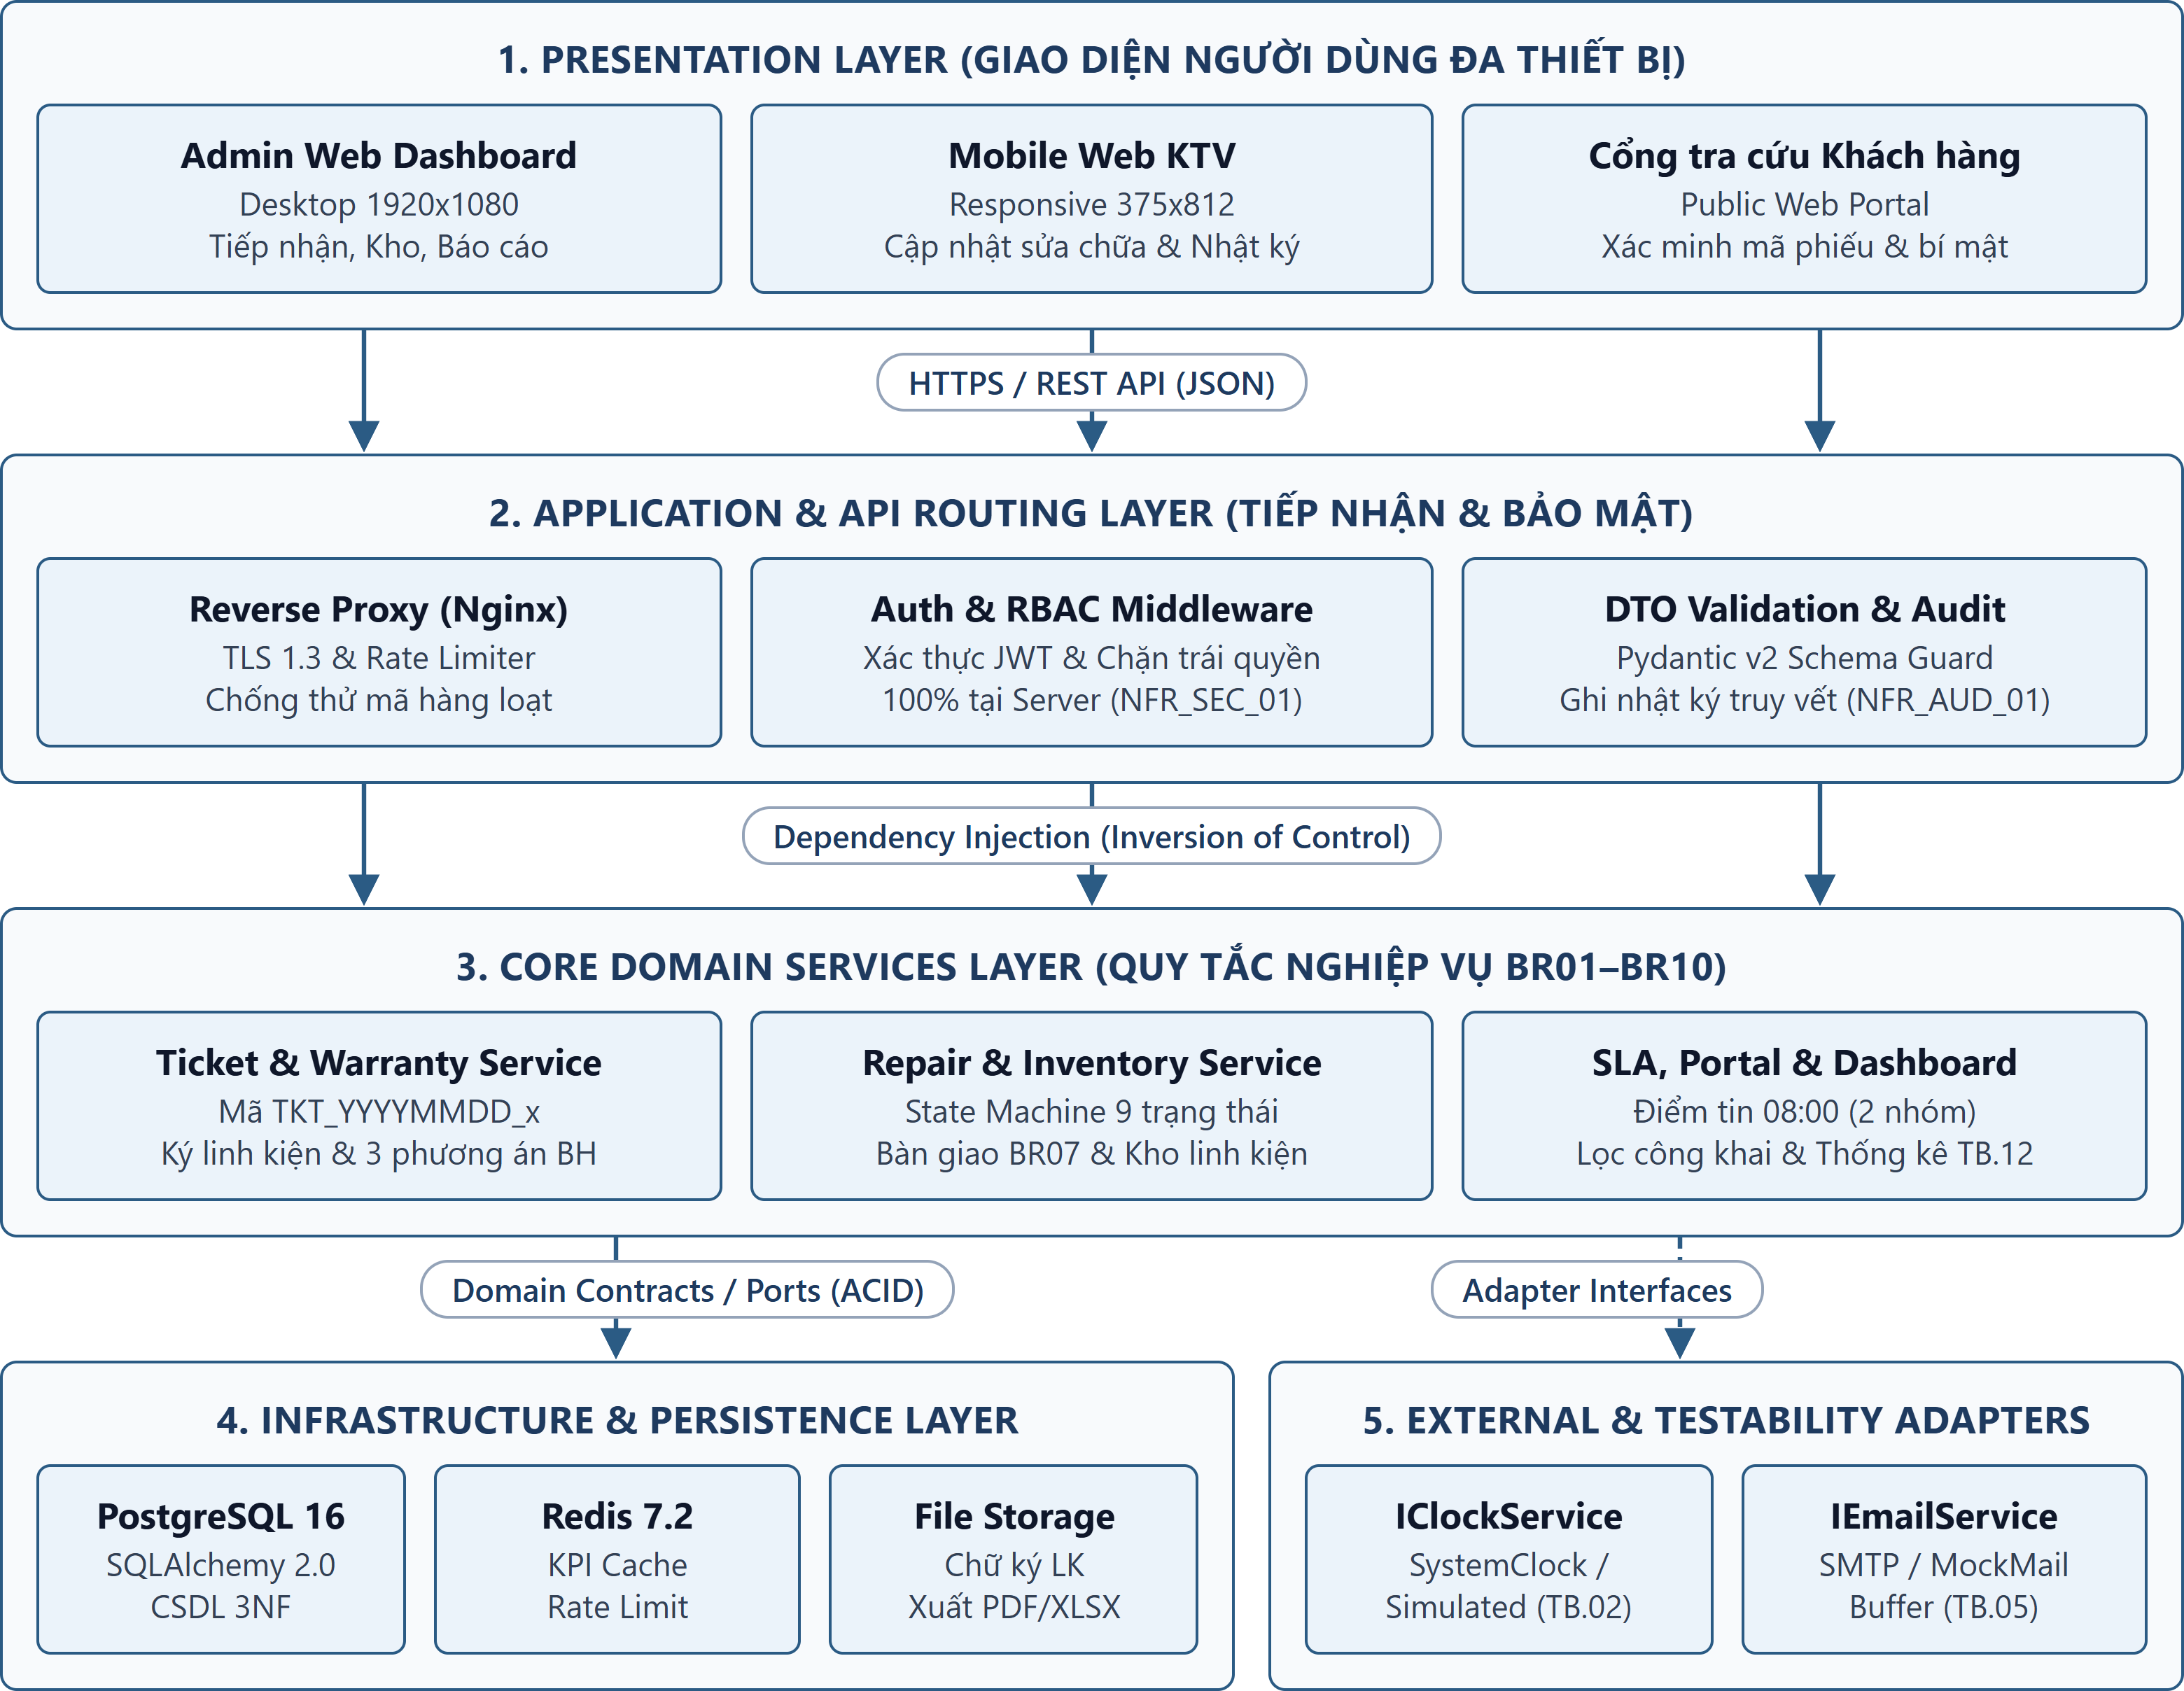 1. PRESENTATION LAYER (GIAO DIỆN NGƯỜI DÙNG ĐA THIẾT BỊ)
Admin Web Dashboard
Desktop 1920x1080
Tiếp nhận, Kho, Báo cáo
Mobile Web KTV
Responsive 375x812
Cập nhật sửa chữa & Nhật ký
Cổng tra cứu Khách hàng
Public Web Portal
Xác minh mã phiếu & bí mật
HTTPS / REST API (JSON)
2. APPLICATION & API ROUTING LAYER (TIẾP NHẬN & BẢO MẬT)
Reverse Proxy (Nginx)
TLS 1.3 & Rate Limiter
Chống thử mã hàng loạt
Auth & RBAC Middleware
Xác thực JWT & Chặn trái quyền
100% tại Server (NFR_SEC_01)
DTO Validation & Audit
Pydantic v2 Schema Guard
Ghi nhật ký truy vết (NFR_AUD_01)
Dependency Injection (Inversion of Control)
3. CORE DOMAIN SERVICES LAYER (QUY TẮC NGHIỆP VỤ BR01–BR10)
Ticket & Warranty Service
Mã TKT_YYYYMMDD_x
Ký linh kiện & 3 phương án BH
Repair & Inventory Service
State Machine 9 trạng thái
Bàn giao BR07 & Kho linh kiện
SLA, Portal & Dashboard
Điểm tin 08:00 (2 nhóm)
Lọc công khai & Thống kê TB.12
Domain Contracts / Ports (ACID)
Adapter Interfaces
4. INFRASTRUCTURE & PERSISTENCE LAYER
PostgreSQL 16
SQLAlchemy 2.0
CSDL 3NF
Redis 7.2
KPI Cache
Rate Limit
File Storage
Chữ ký LK
Xuất PDF/XLSX
5. EXTERNAL & TESTABILITY ADAPTERS
IClockService
SystemClock /
Simulated (TB.02)
IEmailService
SMTP / MockMail
Buffer (TB.05)